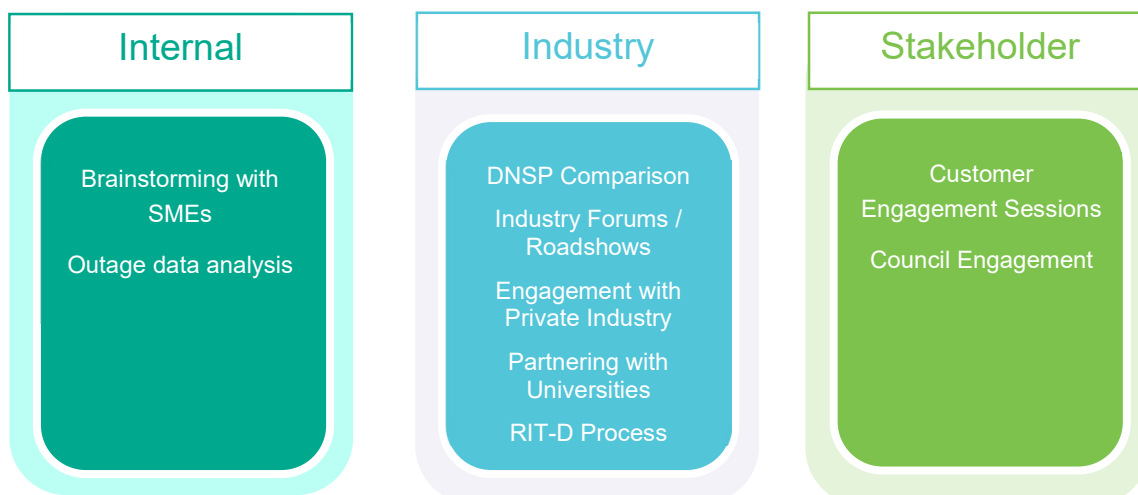 Internal
Brainstorming with
SMEs
Outage data analysis
Industry
DNSP Comparison
Industry Forums /
Roadshows
Engagement with
Private Industry
Partnering with
Universities
RIT-D Process
Stakeholder
Customer
Engagement Sessions
Council Engagement